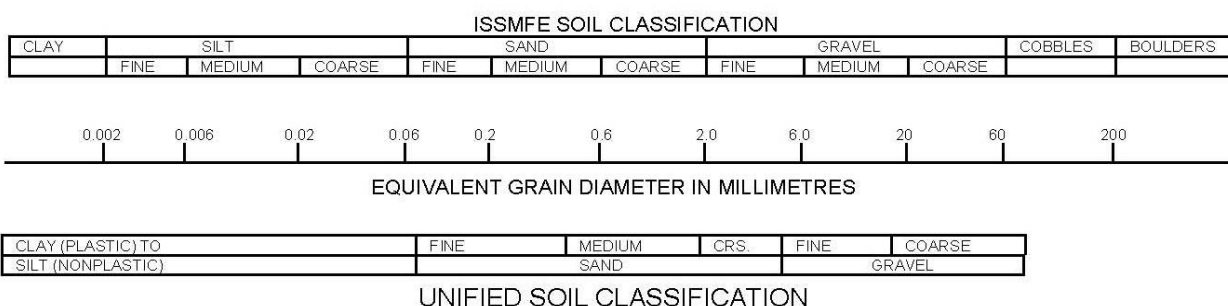 ISSMFE SOIL CLASSIFICATION
CLAY SILT SAND GRAVEL COBBLES BOULDERS
FINE MEDIUM COARSE FINE MEDIUM COARSE FINE MEDIUM COARSE
0.002 0.006 0.02 0.06 0.2 0.6 2.0 6.0 20 60 200
EQUIVALENT GRAIN DIAMETER IN MILLIMETRES
CLAY (PLASTIC) TO FINE MEDIUM CRS. FINE COARSE
SILT (NONPLASTIC) SAND GRAVEL
UNIFIED SOIL CLASSIFICATION